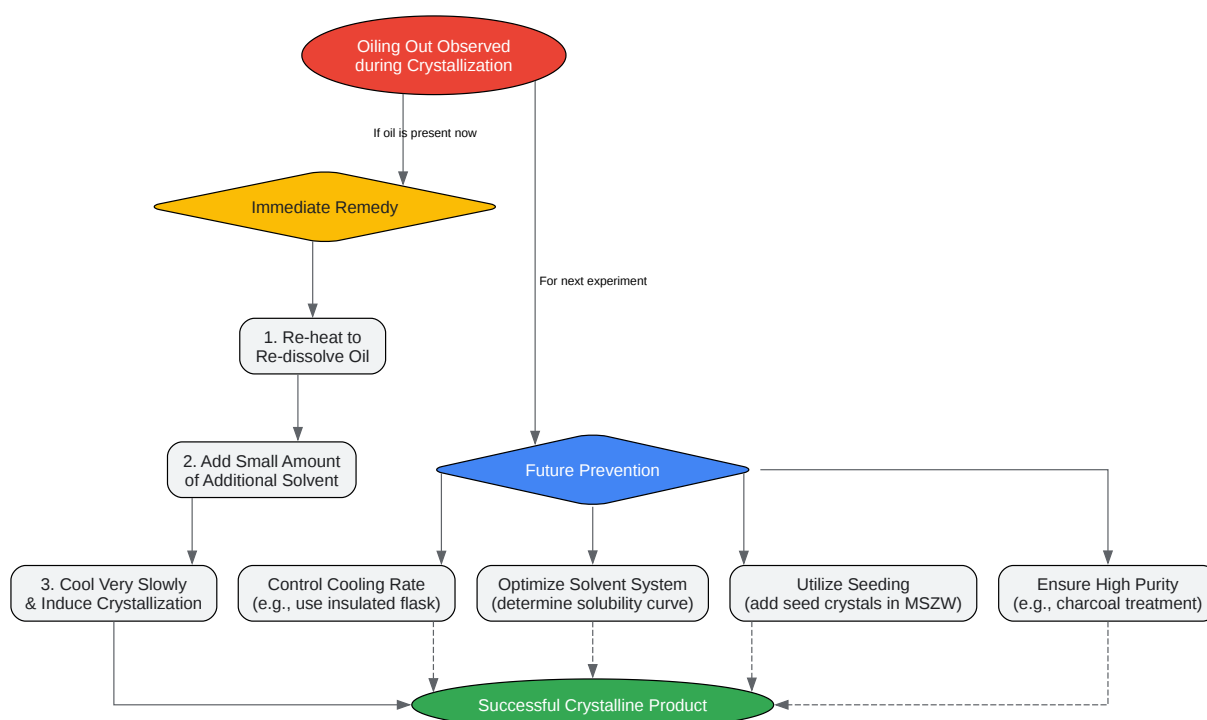 Oiling Out Observed
during Crystallization
If oil is present now
Immediate Remedy
For next experiment
1. Re-heat to
Re-dissolve Oil
2. Add Small Amount
of Additional Solvent
Future Prevention
3. Cool Very Slowly
& Induce Crystallization
Control Cooling Rate
(e.g., use insulated flask)
Optimize Solvent System
(determine solubility curve)
Utilize Seeding
(add seed crystals in MSZW)
Ensure High Purity
(e.g., charcoal treatment)
Successful Crystalline Product